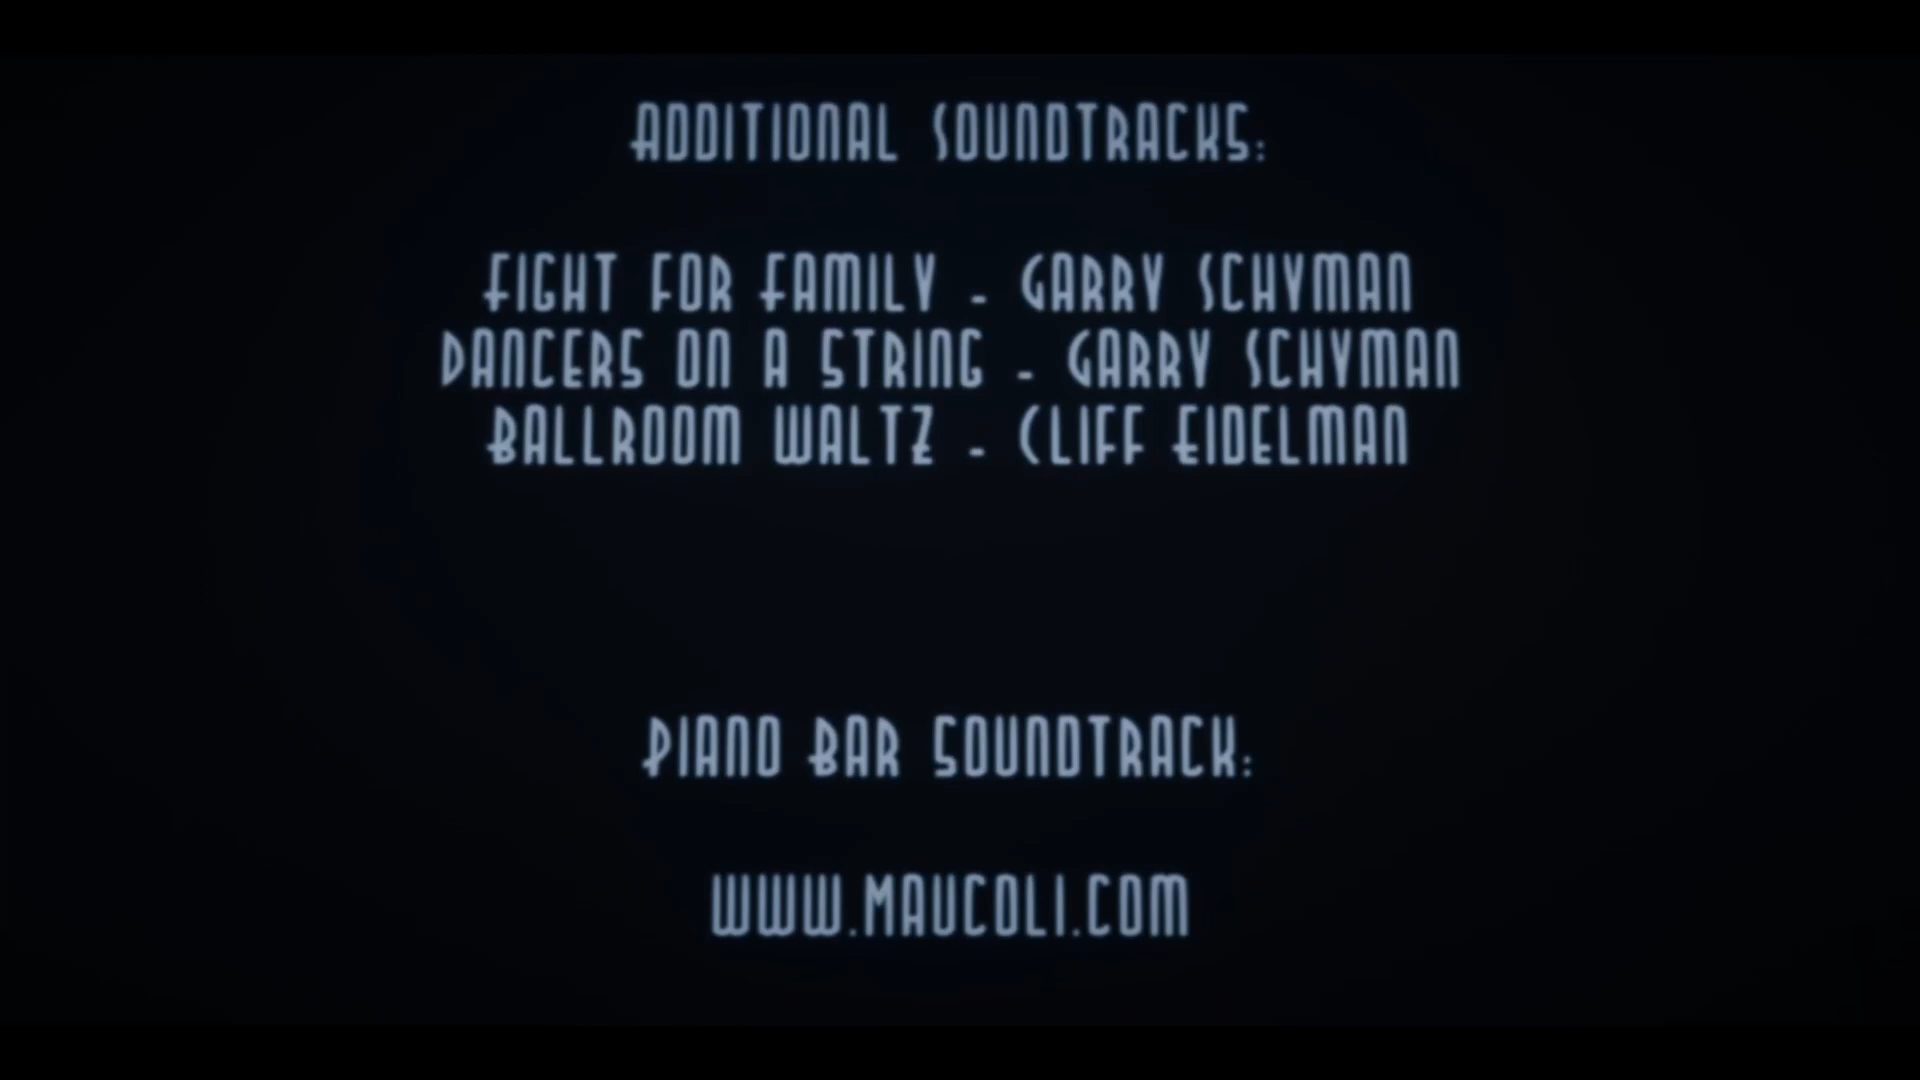 ADDITIONAL SOUNDTRACKS:
FIGHT FOR FAMILY - GARRY SCHYMAN
DANCERS ON A STRING - GARRY SCHYMAN
BALLROOM WALTZ - CLIFF EIDELMAN
PIANO BAR SOUNDTRACK:
WWW.MAUCOLI.COM